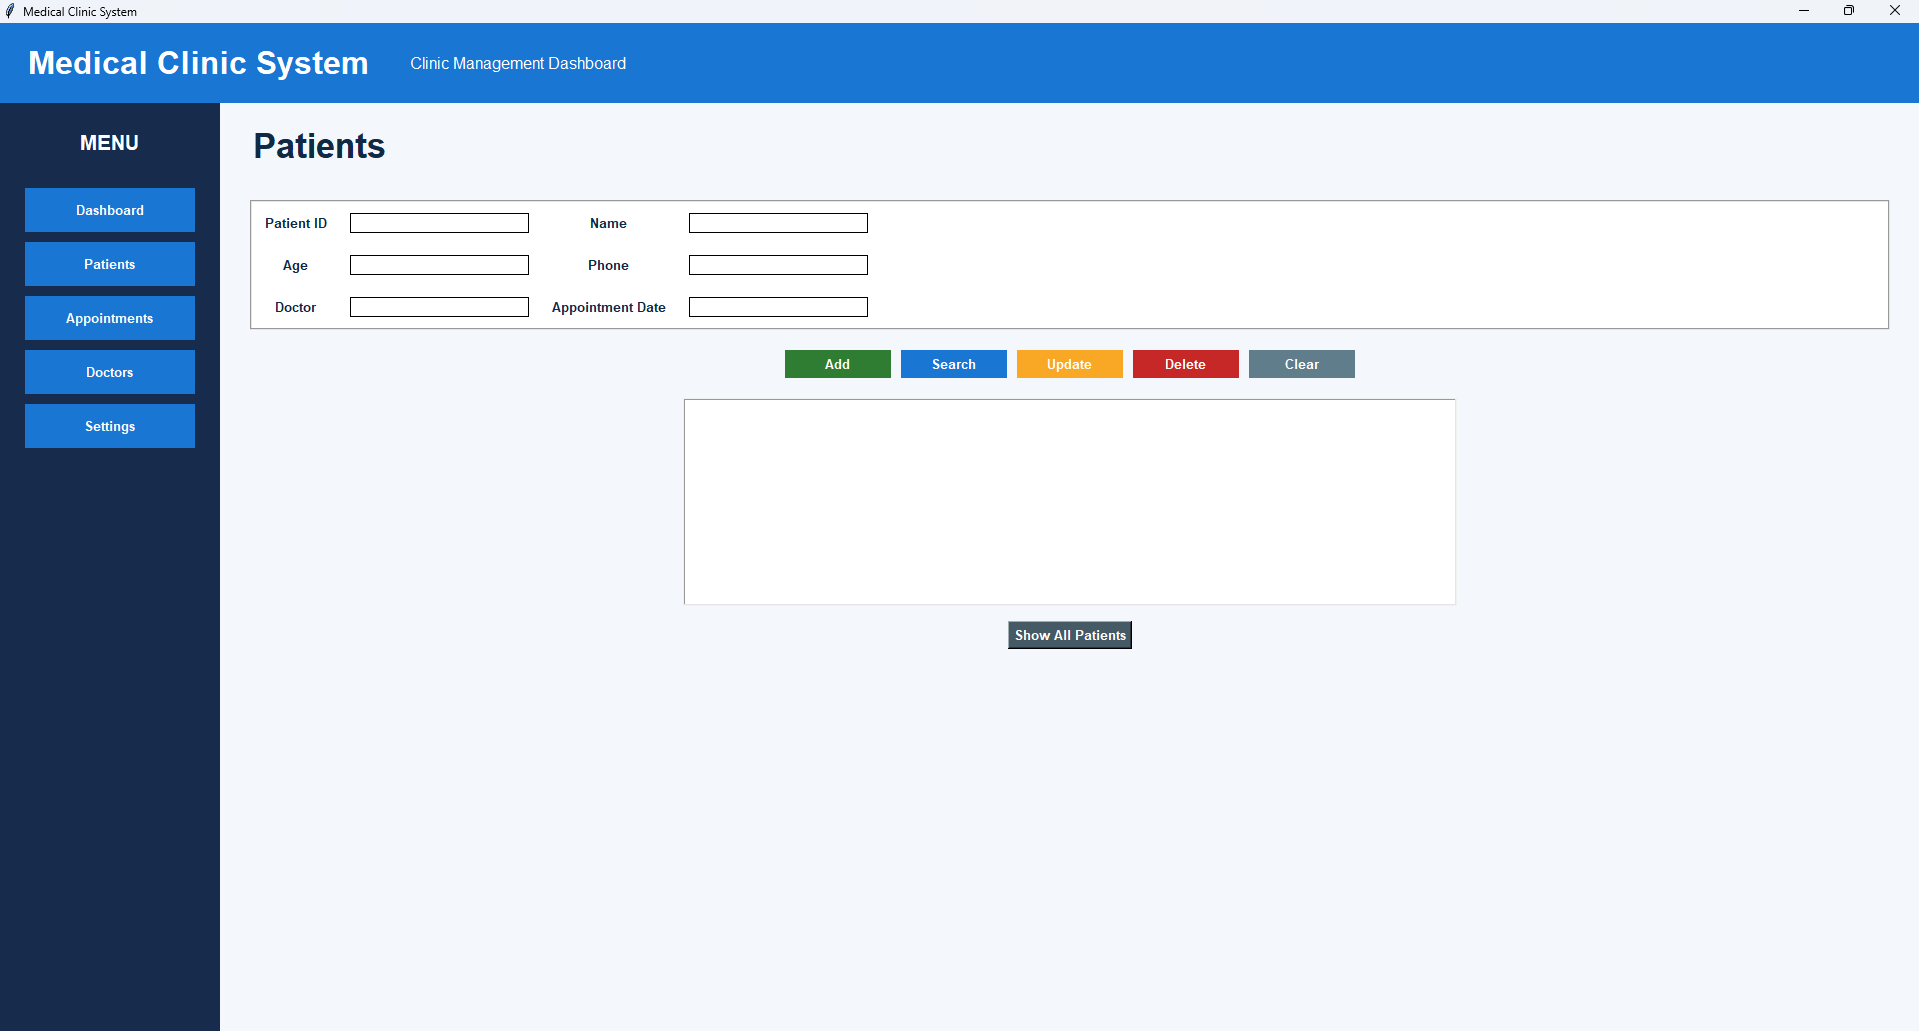 Medical Clinic System
Medical Clinic System
Clinic Management Dashboard
MENU
Dashboard
Patients
Appointments
Doctors
Settings
Patients
Patient ID
Name
Age
Phone
Doctor
Appointment Date
Add
Search
Update
Delete
Clear
Show All Patients